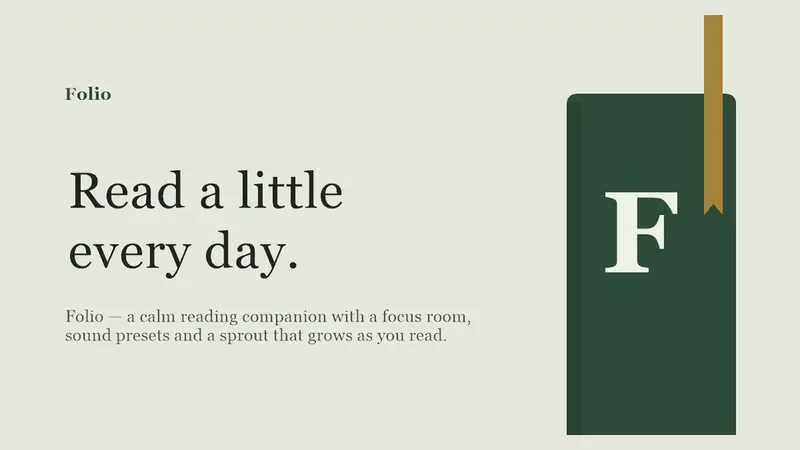 Folio
Read a little
every day.
Folio — a calm reading companion with a focus room,
sound presets and a sprout that grows as you read.
F